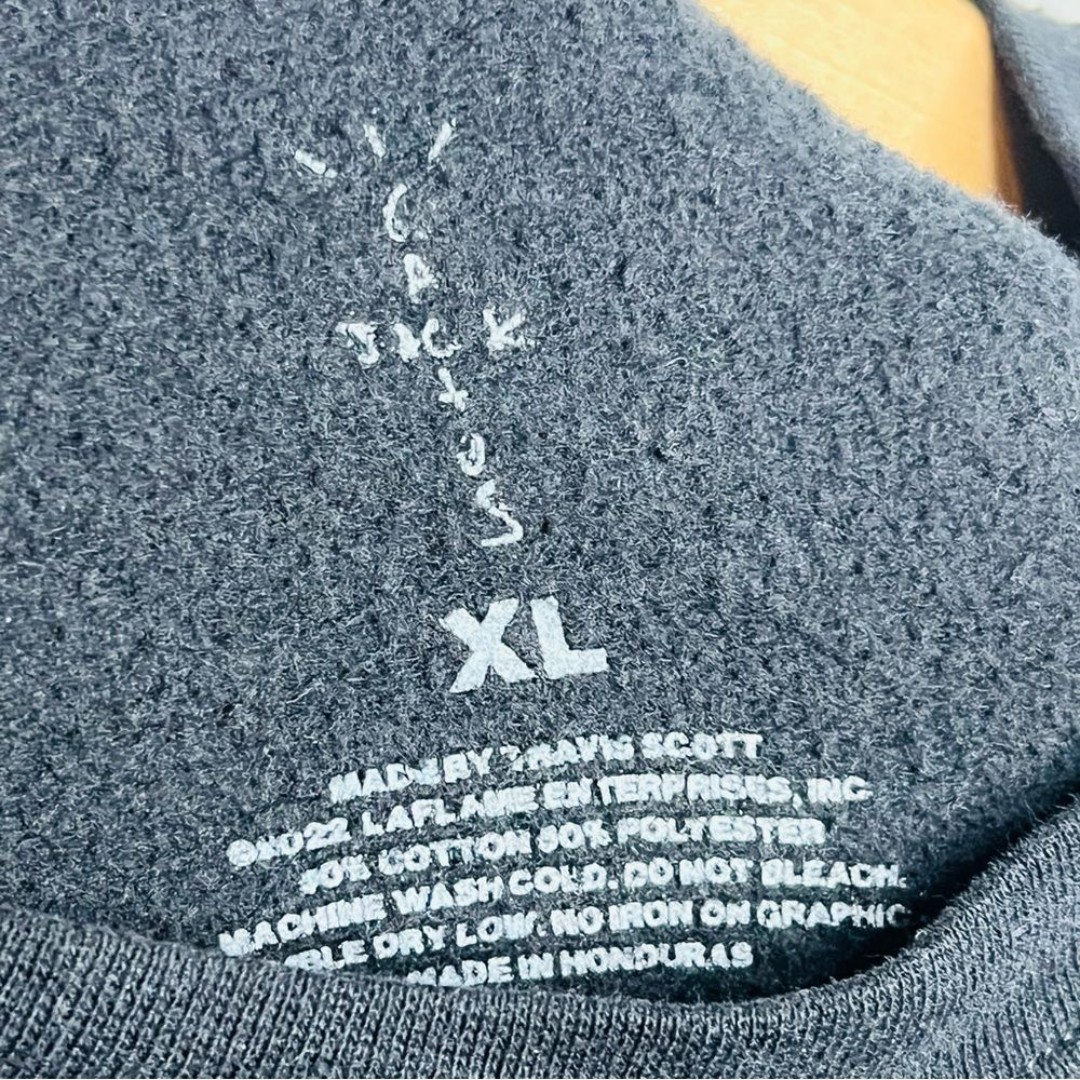 CACTUS
JACK
XL
MADE BY TRAVIS SCOTT
©2022 LAFLAME ENTERPRISES, INC
50% COTTON 50% POLYESTER
MACHINE WASH COLD. DO NOT BLEACH.
DRY LOW. NO IRON ON GRAPHIC
MADE IN HONDURAS